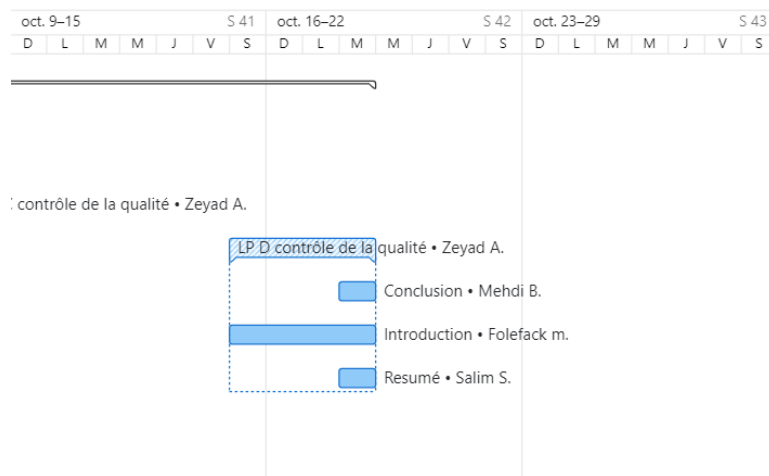 oct. 9–15 S 41 oct. 16–22 S 42 oct. 23–29 S 43
D L M M J V S D L M M J V S D L M M J V S
contrôle de la qualité • Zeyad A.
LP D contrôle de la qualité • Zeyad A.
Conclusion • Mehdi B.
Introduction • Folefack m.
Resumé • Salim S.